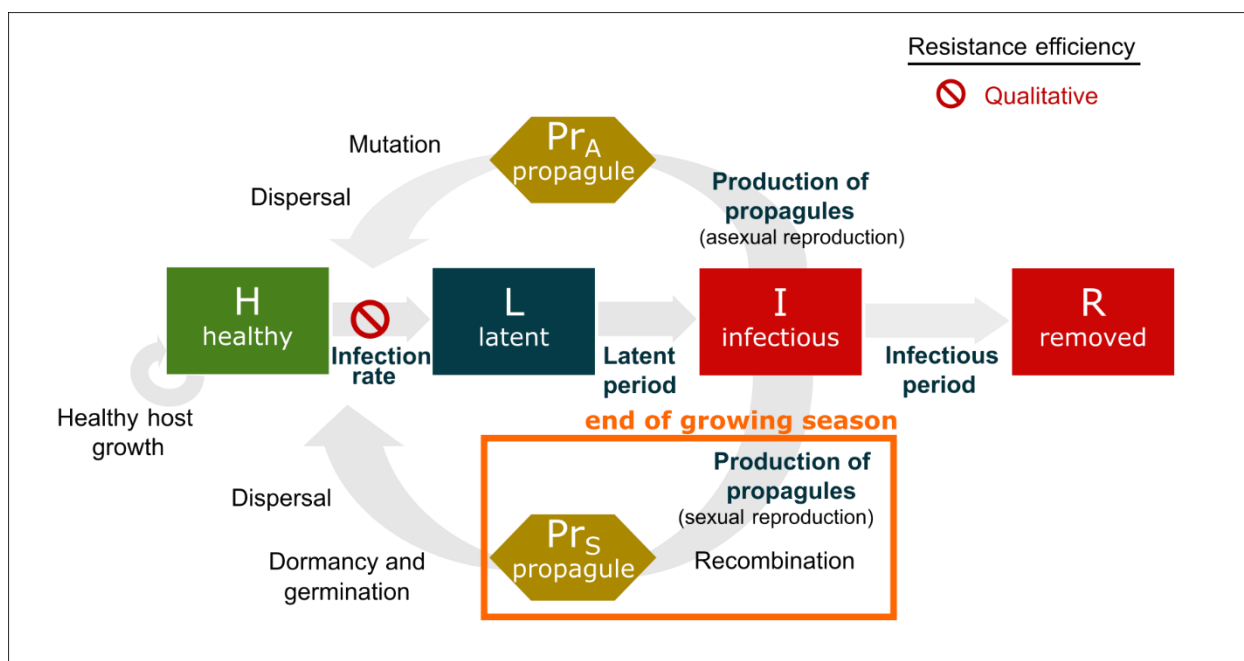 Resistance efficiency
Qualitative
Pr_A
propagule
Mutation
Dispersal
Production of
propagules
(asexual reproduction)
H
healthy
L
latent
I
infectious
R
removed
Infection
rate
Latent
period
Infectious
period
Healthy host
growth
end of growing season
Production of
propagules
(sexual reproduction)
Dispersal
Pr_S
propagule
Recombination
Dormancy and
germination